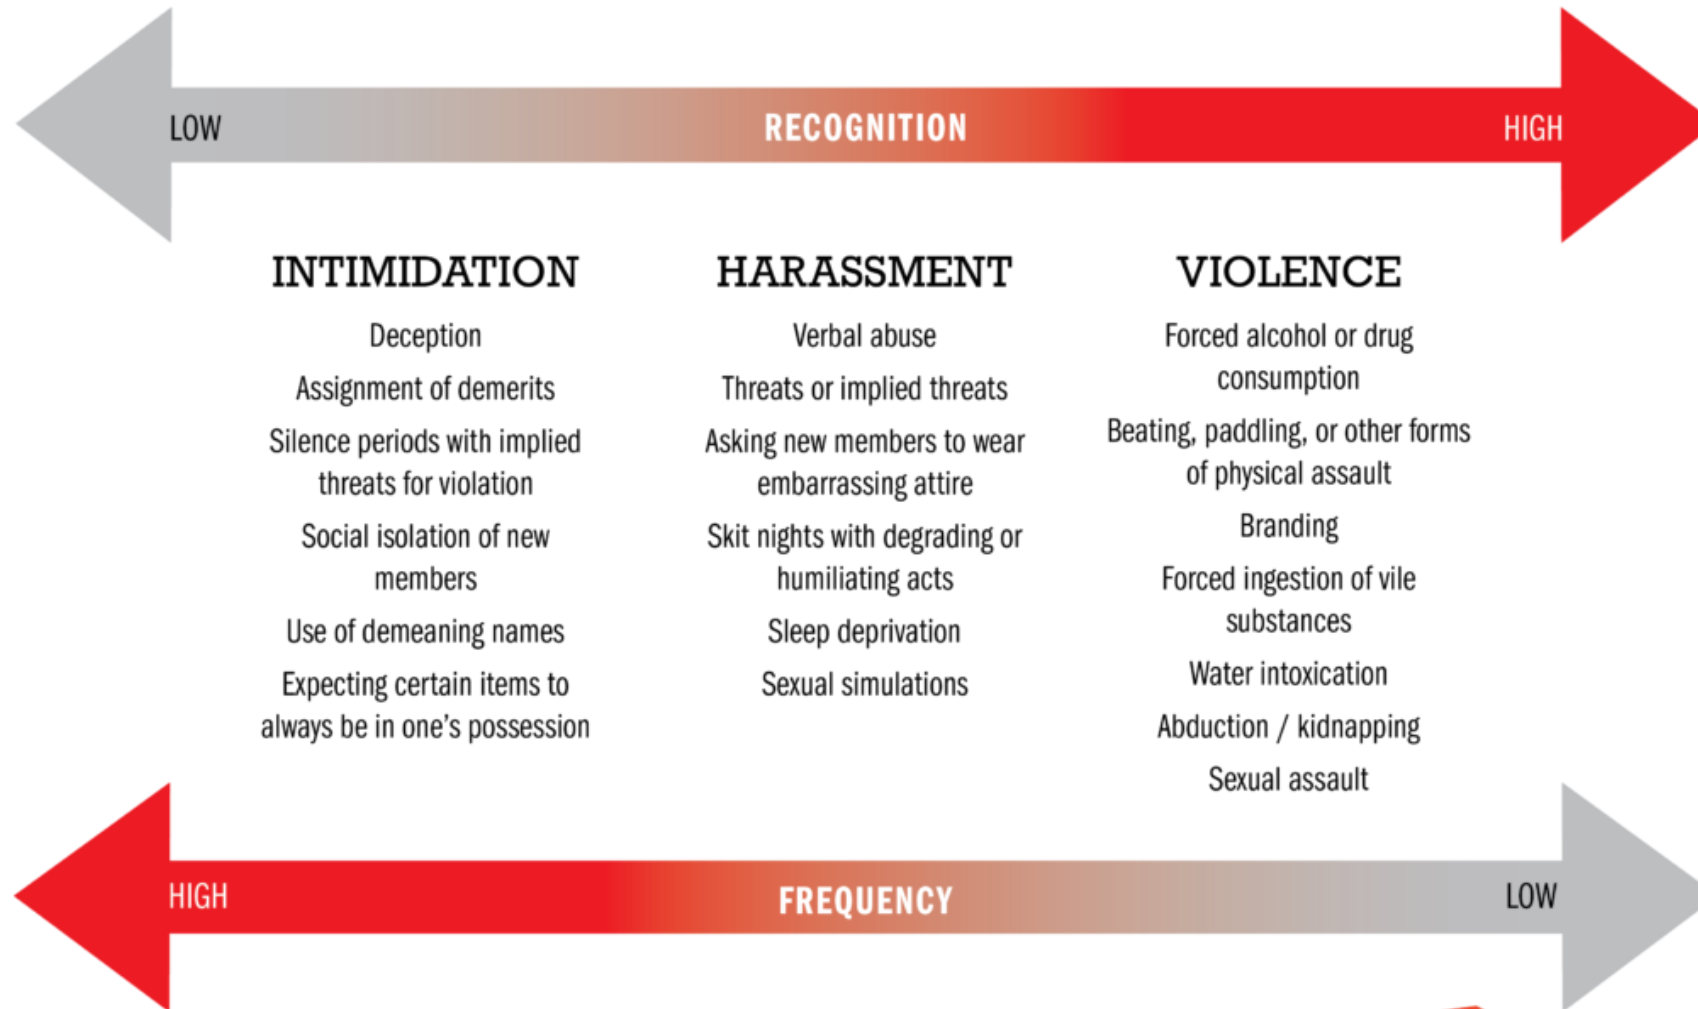 LOW RECOGNITION HIGH
INTIMIDATION
Deception
Assignment of demerits
Silence periods with implied
threats for violation
Social isolation of new
members
Use of demeaning names
Expecting certain items to
always be in one’s possession
HARASSMENT
Verbal abuse
Threats or implied threats
Asking new members to wear
embarrassing attire
Skit nights with degrading or
humiliating acts
Sleep deprivation
Sexual simulations
VIOLENCE
Forced alcohol or drug
consumption
Beating, paddling, or other forms
of physical assault
Branding
Forced ingestion of vile
substances
Water intoxication
Abduction / kidnapping
Sexual assault
HIGH FREQUENCY LOW